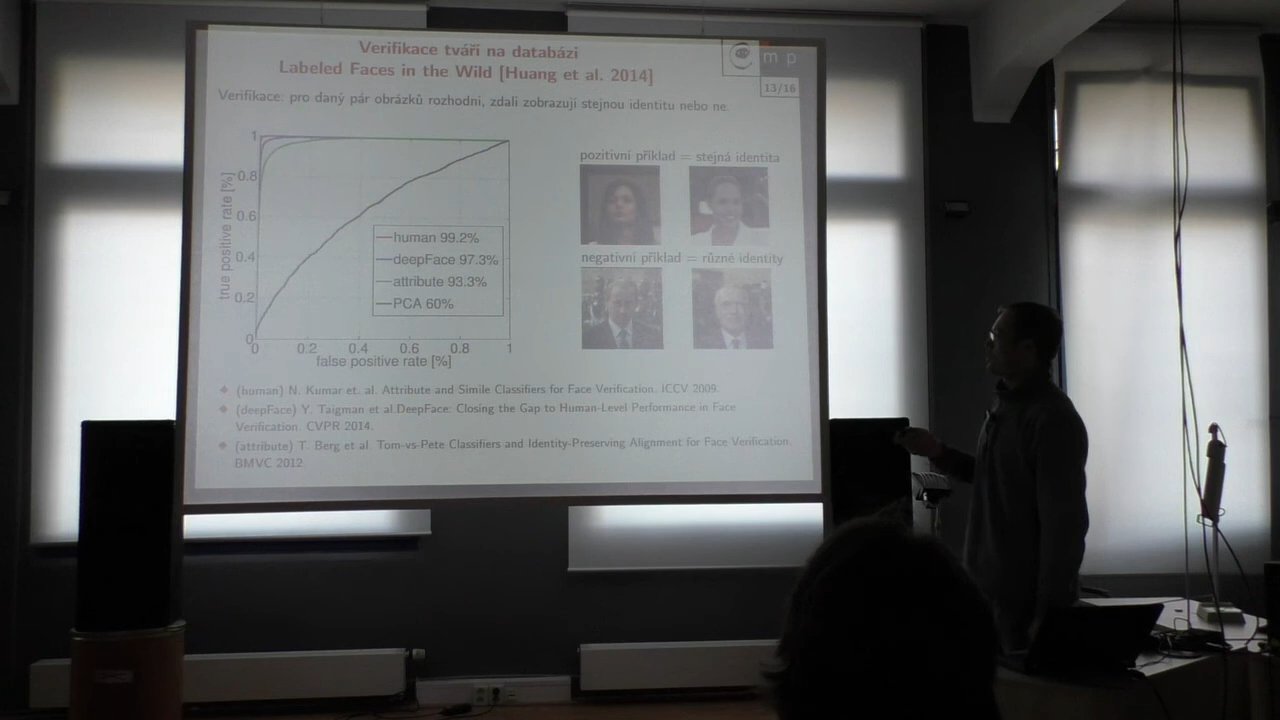 Verifikace tváří na databázi
Labeled Faces in the Wild [Huang et al. 2014]
m p
13/16
Verifikace: pro daný pár obrázků rozhodni, zdali zobrazují stejnou identitu nebo ne.
true positive rate [%]
1
0.8
0.6
0.4
0.2
0
0 0.2 0.4 0.6 0.8 1
false positive rate [%]
human 99.2%
deepFace 97.3%
attribute 93.3%
PCA 60%
pozitivní příklad = stejná identita
negativní příklad = různé identity
(human) N. Kumar et. al. Attribute and Simile Classifiers for Face Verification. ICCV 2009.
(deepFace) Y. Taigman et al.DeepFace: Closing the Gap to Human-Level Performance in Face
Verification. CVPR 2014.
(attribute) T. Berg et al. Tom-vs-Pete Classifiers and Identity-Preserving Alignment for Face Verification.
BMVC 2012.